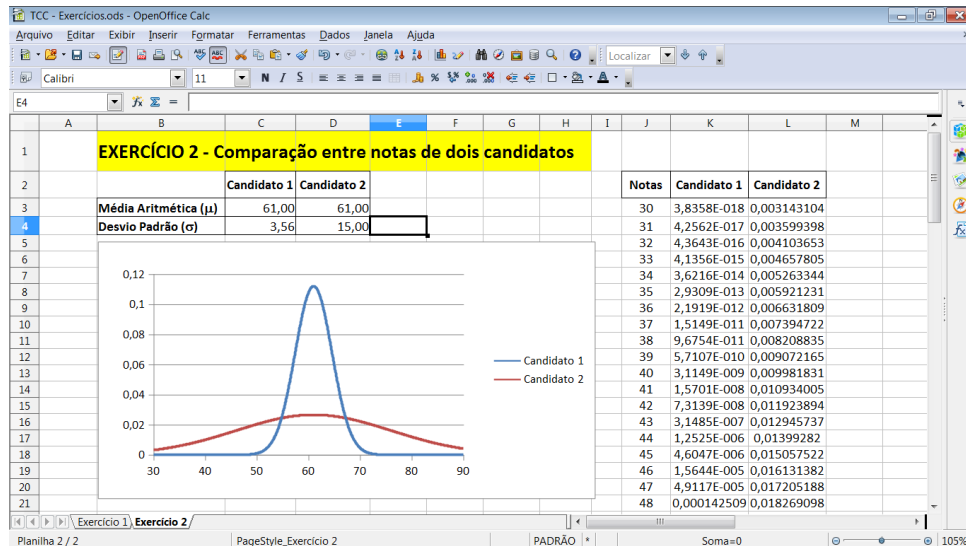 TCC - Exercícios.ods - OpenOffice Calc
Arquivo Editar Exibir Inserir Formatar Ferramentas Dados Janela Ajuda
Localizar
Calibri 11 N I S
E4
A B C D E F G H I J K L M
1 EXERCÍCIO 2 - Comparação entre notas de dois candidatos
2 Candidato 1 Candidato 2 Notas Candidato 1 Candidato 2
3 Média Aritmética (μ) 61,00 61,00 30 3,8358E-018 0,003143104
4 Desvio Padrão (σ) 3,56 15,00 31 4,2562E-017 0,003599398
5 32 4,3643E-016 0,004103653
6 33 4,1356E-015 0,004657805
7 34 3,6216E-014 0,005263344
8 35 2,9309E-013 0,005921231
9 36 2,1919E-012 0,006631809
10 37 1,5149E-011 0,007394722
11 38 9,6754E-011 0,008208835
12 39 5,7107E-010 0,009072165
13 40 3,1149E-009 0,009981831
14 41 1,5701E-008 0,010934005
15 42 7,3139E-008 0,011923894
16 43 3,1485E-007 0,012945737
17 44 1,2525E-006 0,01399282
18 45 4,6047E-006 0,015057522
19 46 1,5644E-005 0,016131382
20 47 4,9117E-005 0,017205188
21 48 0,000142509 0,018269098
0,12
0,1
0,08
0,06
0,04
0,02
0
30 40 50 60 70 80 90
Candidato 1
Candidato 2
Exercício 1 Exercício 2
Planilha 2 / 2 PageStyle_Exercício 2 PADRÃO * Soma=0 105%